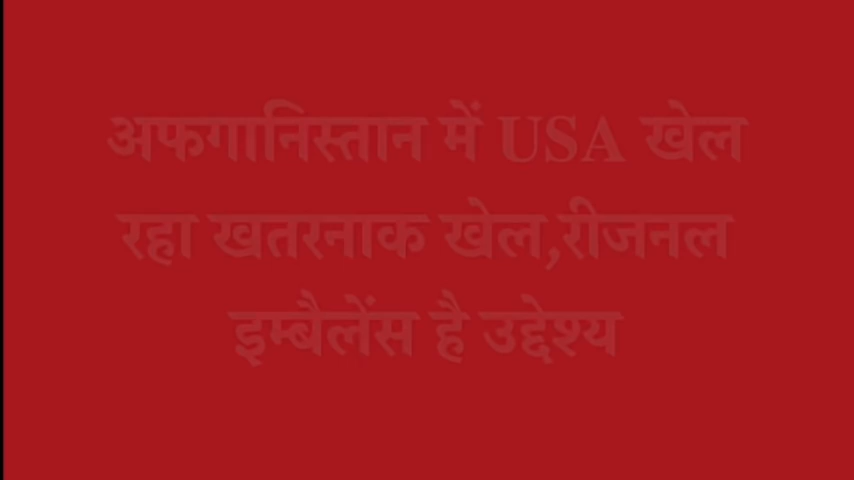 अफगानिस्तान में USA खेल
रहा खतरनाक खेल,रीजनल
इम्बैलेंस है उद्देश्य